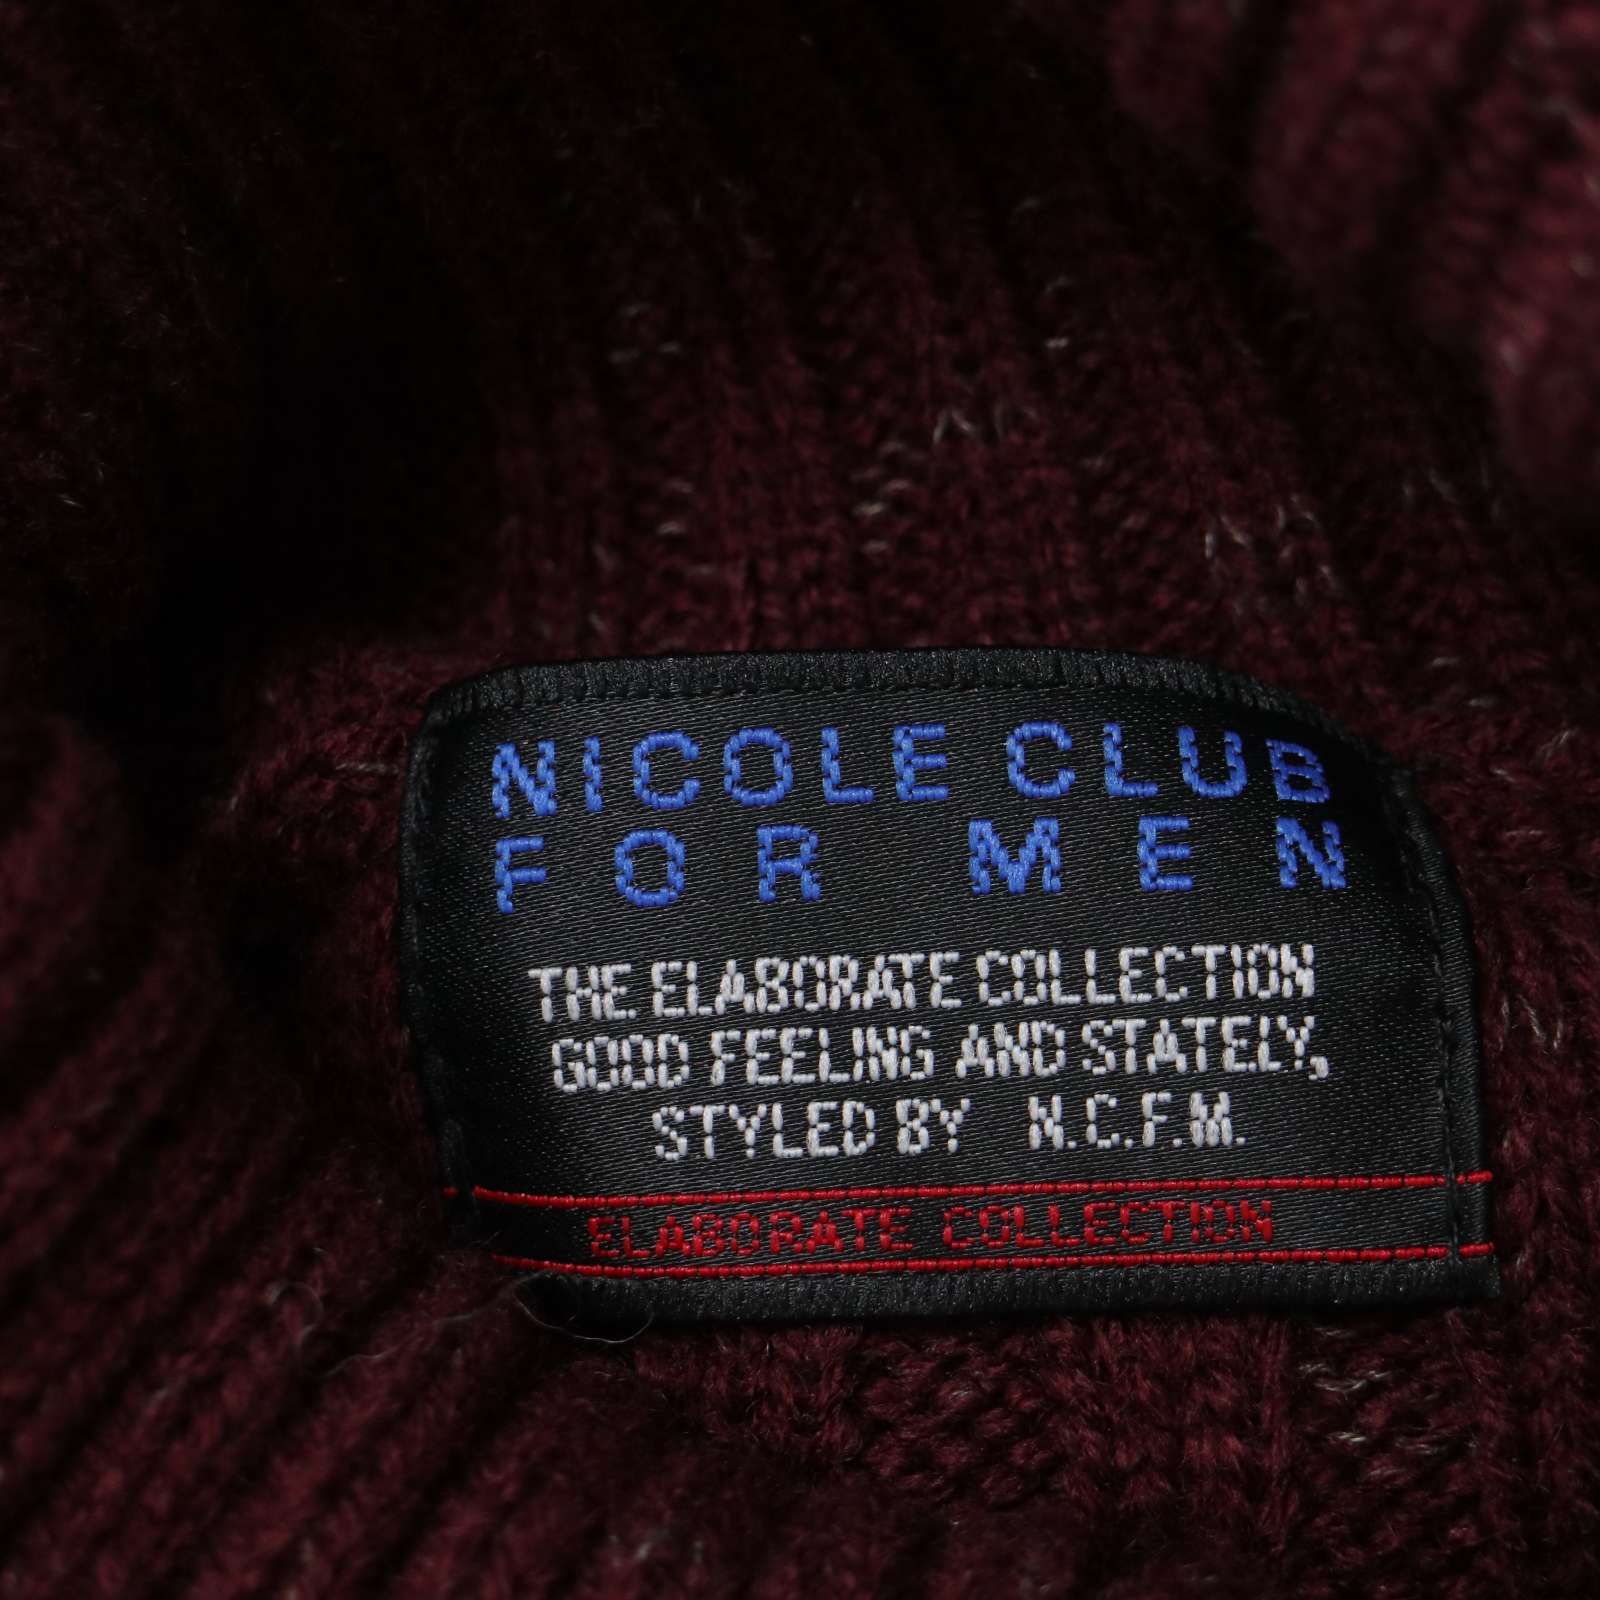 NICOLE CLUB
FOR MEN
THE ELABORATE COLLECTION
GOOD FEELING AND STATELY,
STYLED BY N.C.F.M.
ELABORATE COLLECTION